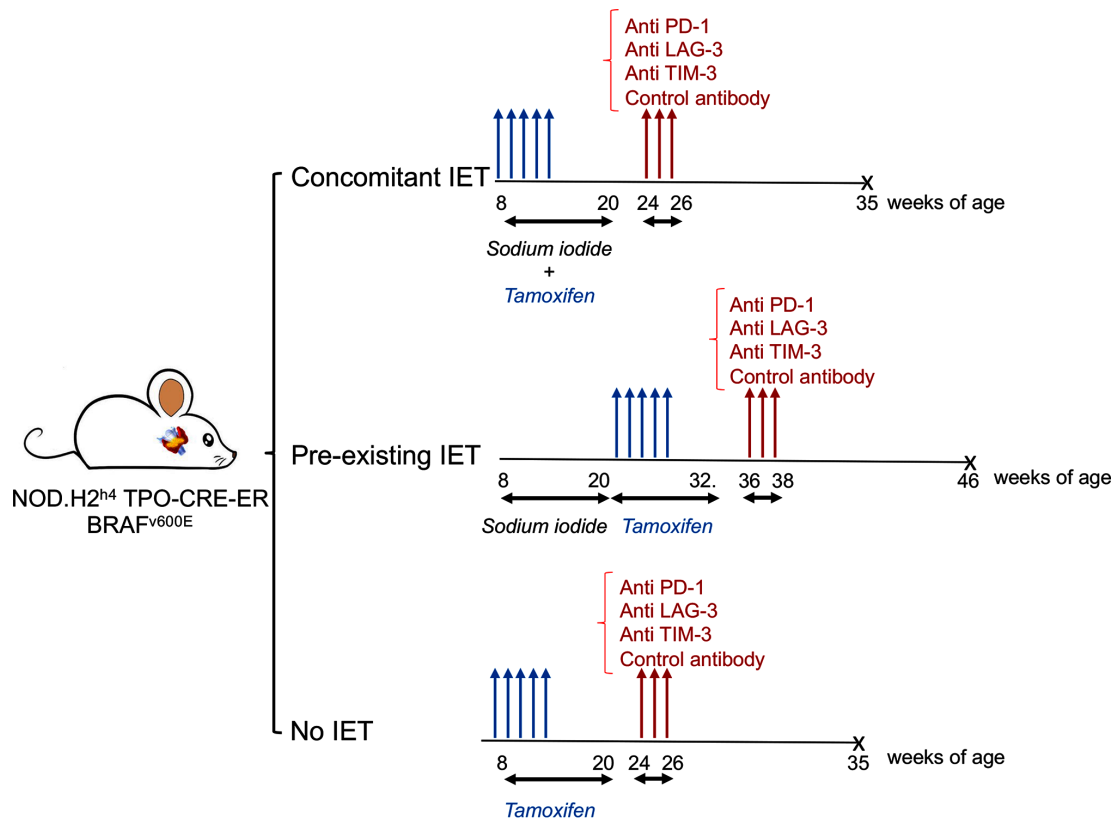 Anti PD-1
Anti LAG-3
Anti TIM-3
Control antibody
Concomitant IET
8 20 24 26 35 weeks of age
Sodium iodide
+
Tamoxifen
Anti PD-1
Anti LAG-3
Anti TIM-3
Control antibody
Pre-existing IET
8 20 32. 36 38 46 weeks of age
Sodium iodide Tamoxifen
NOD.H2ʰ⁴ TPO-CRE-ER
BRAFᵛ⁶⁰⁰ᴱ
Anti PD-1
Anti LAG-3
Anti TIM-3
Control antibody
No IET
8 20 24 26 35 weeks of age
Tamoxifen